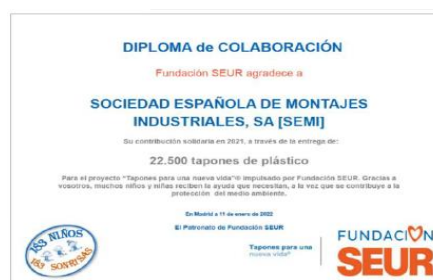 DIPLOMA de COLABORACIÓN
Fundación SEUR agradece a
SOCIEDAD ESPAÑOLA DE MONTAJES
INDUSTRIALES, SA [SEMI]
Su contribución solidaria en 2021, a través de la entrega de:
22.500 tapones de plástico
Para el proyecto "Tapones para una nueva vida"® impulsado por Fundación SEUR. Gracias a
vosotros, muchos niños y niñas reciben la ayuda que necesitan, a la vez que se contribuye a la
protección del medio ambiente.
En Madrid a 11 de enero de 2022
El Patronato de Fundación SEUR
183 NIÑOS
183 SONRISAS
Tapones para una
nueva vida®
FUNDACIÓN
SEUR